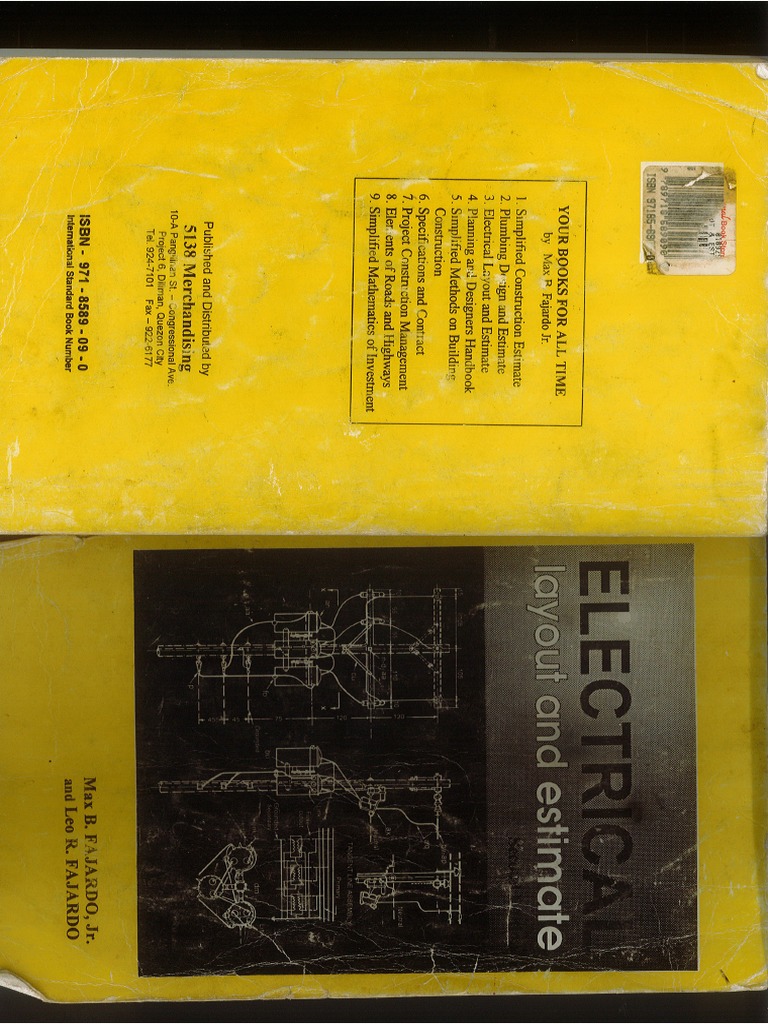 YOUR BOOKS FOR ALL TIME
by Max B. Fajardo Jr.
1 Simplified Construction Estimate
2. Plumbing Design and Estimate
3. Electrical Layout and Estimate
4. Planning and Designers Handbook
5. Simplified Methods on Building
Construction
6. Specifications and Contract
7. Project Construction Management
8. Elements of Roads and Highways
9. Simplified Mathematics of Investment
Published and Distributed by
5138 Merchandising
10-A Panghilian St. – Congressional Ave.
Project 6, Diliman, Quezon City
Tel 924-7101 Fax – 922-6177
ISBN - 971 - 8589 - 09 - 0
International Standard Book Number
ELECTRICAL
layout and estimate
Max B. FAJARDO, Jr.
and Leo R. FAJARDO